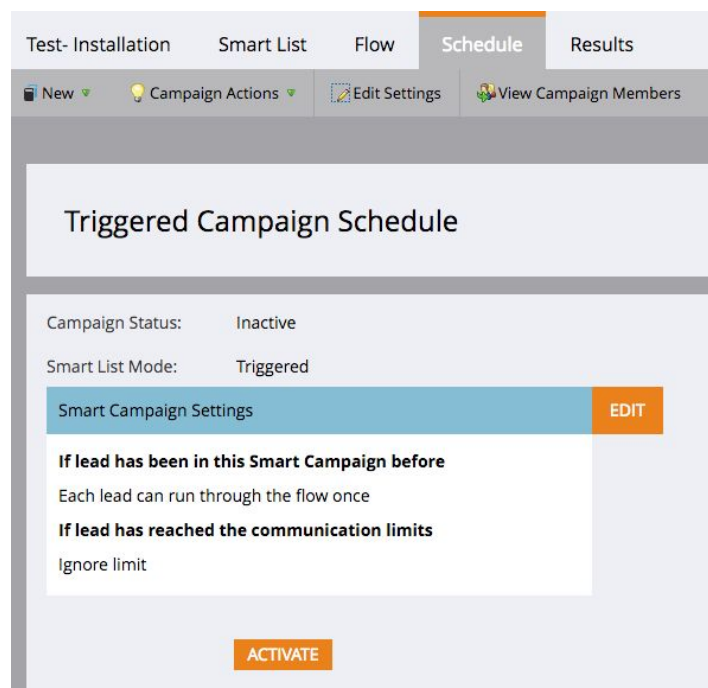 Test- Installation Smart List Flow Schedule Results
New Campaign Actions Edit Settings View Campaign Members
Triggered Campaign Schedule
Campaign Status: Inactive
Smart List Mode: Triggered
Smart Campaign Settings EDIT
If lead has been in this Smart Campaign before
Each lead can run through the flow once
If lead has reached the communication limits
Ignore limit
ACTIVATE